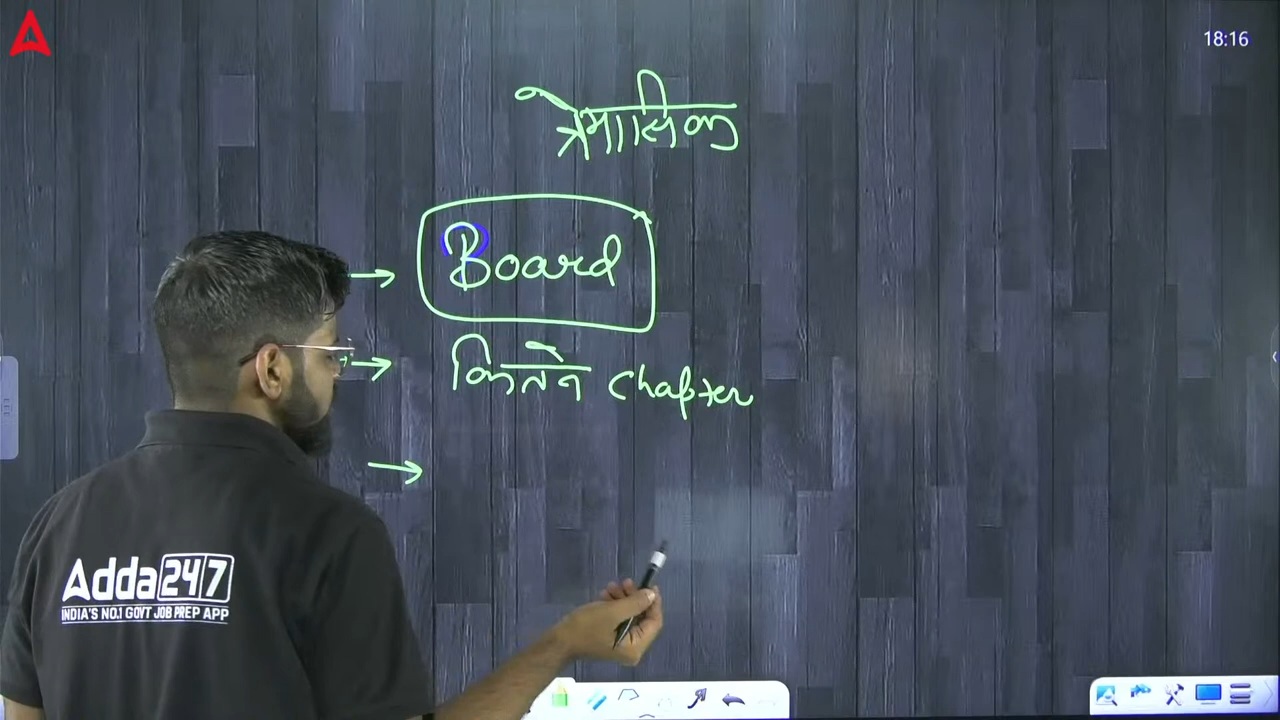 18:16
त्रैमासिक
→ Board
→ कितने chapter
→
Adda247
INDIA'S NO.1 GOVT JOB PREP APP